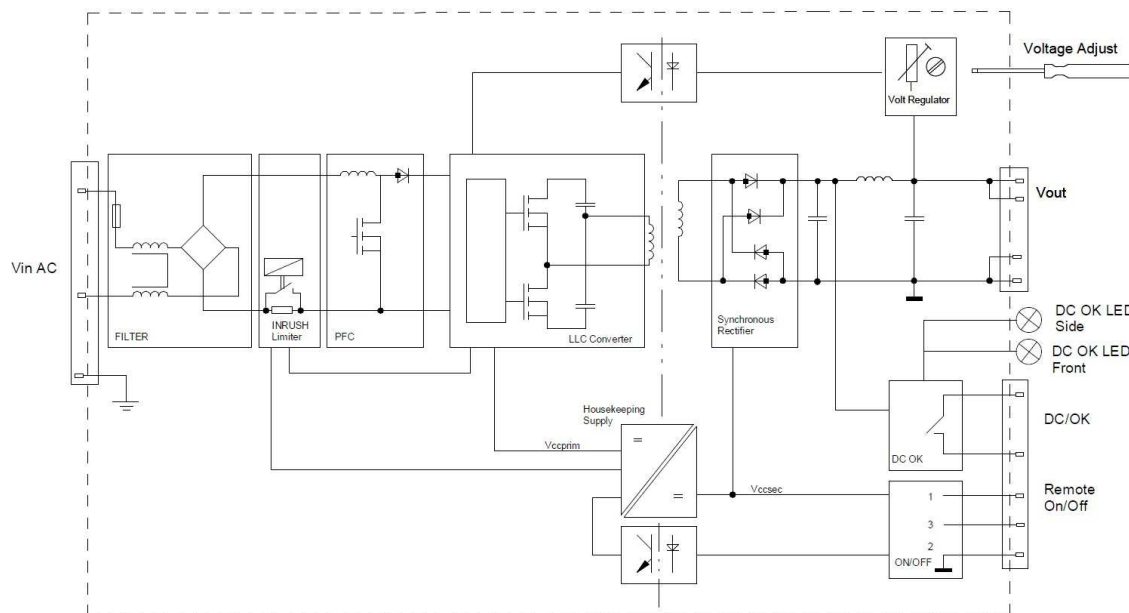 Voltage Adjust
Volt Regulator
Vout
Vin AC
FILTER
INRUSH
Limiter
PFC
LLC Converter
Synchronous
Rectifier
DC OK LED
Side
DC OK LED
Front
Housekeeping
Supply
Vccprim
DC/OK
DC OK
Vccsec
Remote
On/Off
1
3
2
ON/OFF